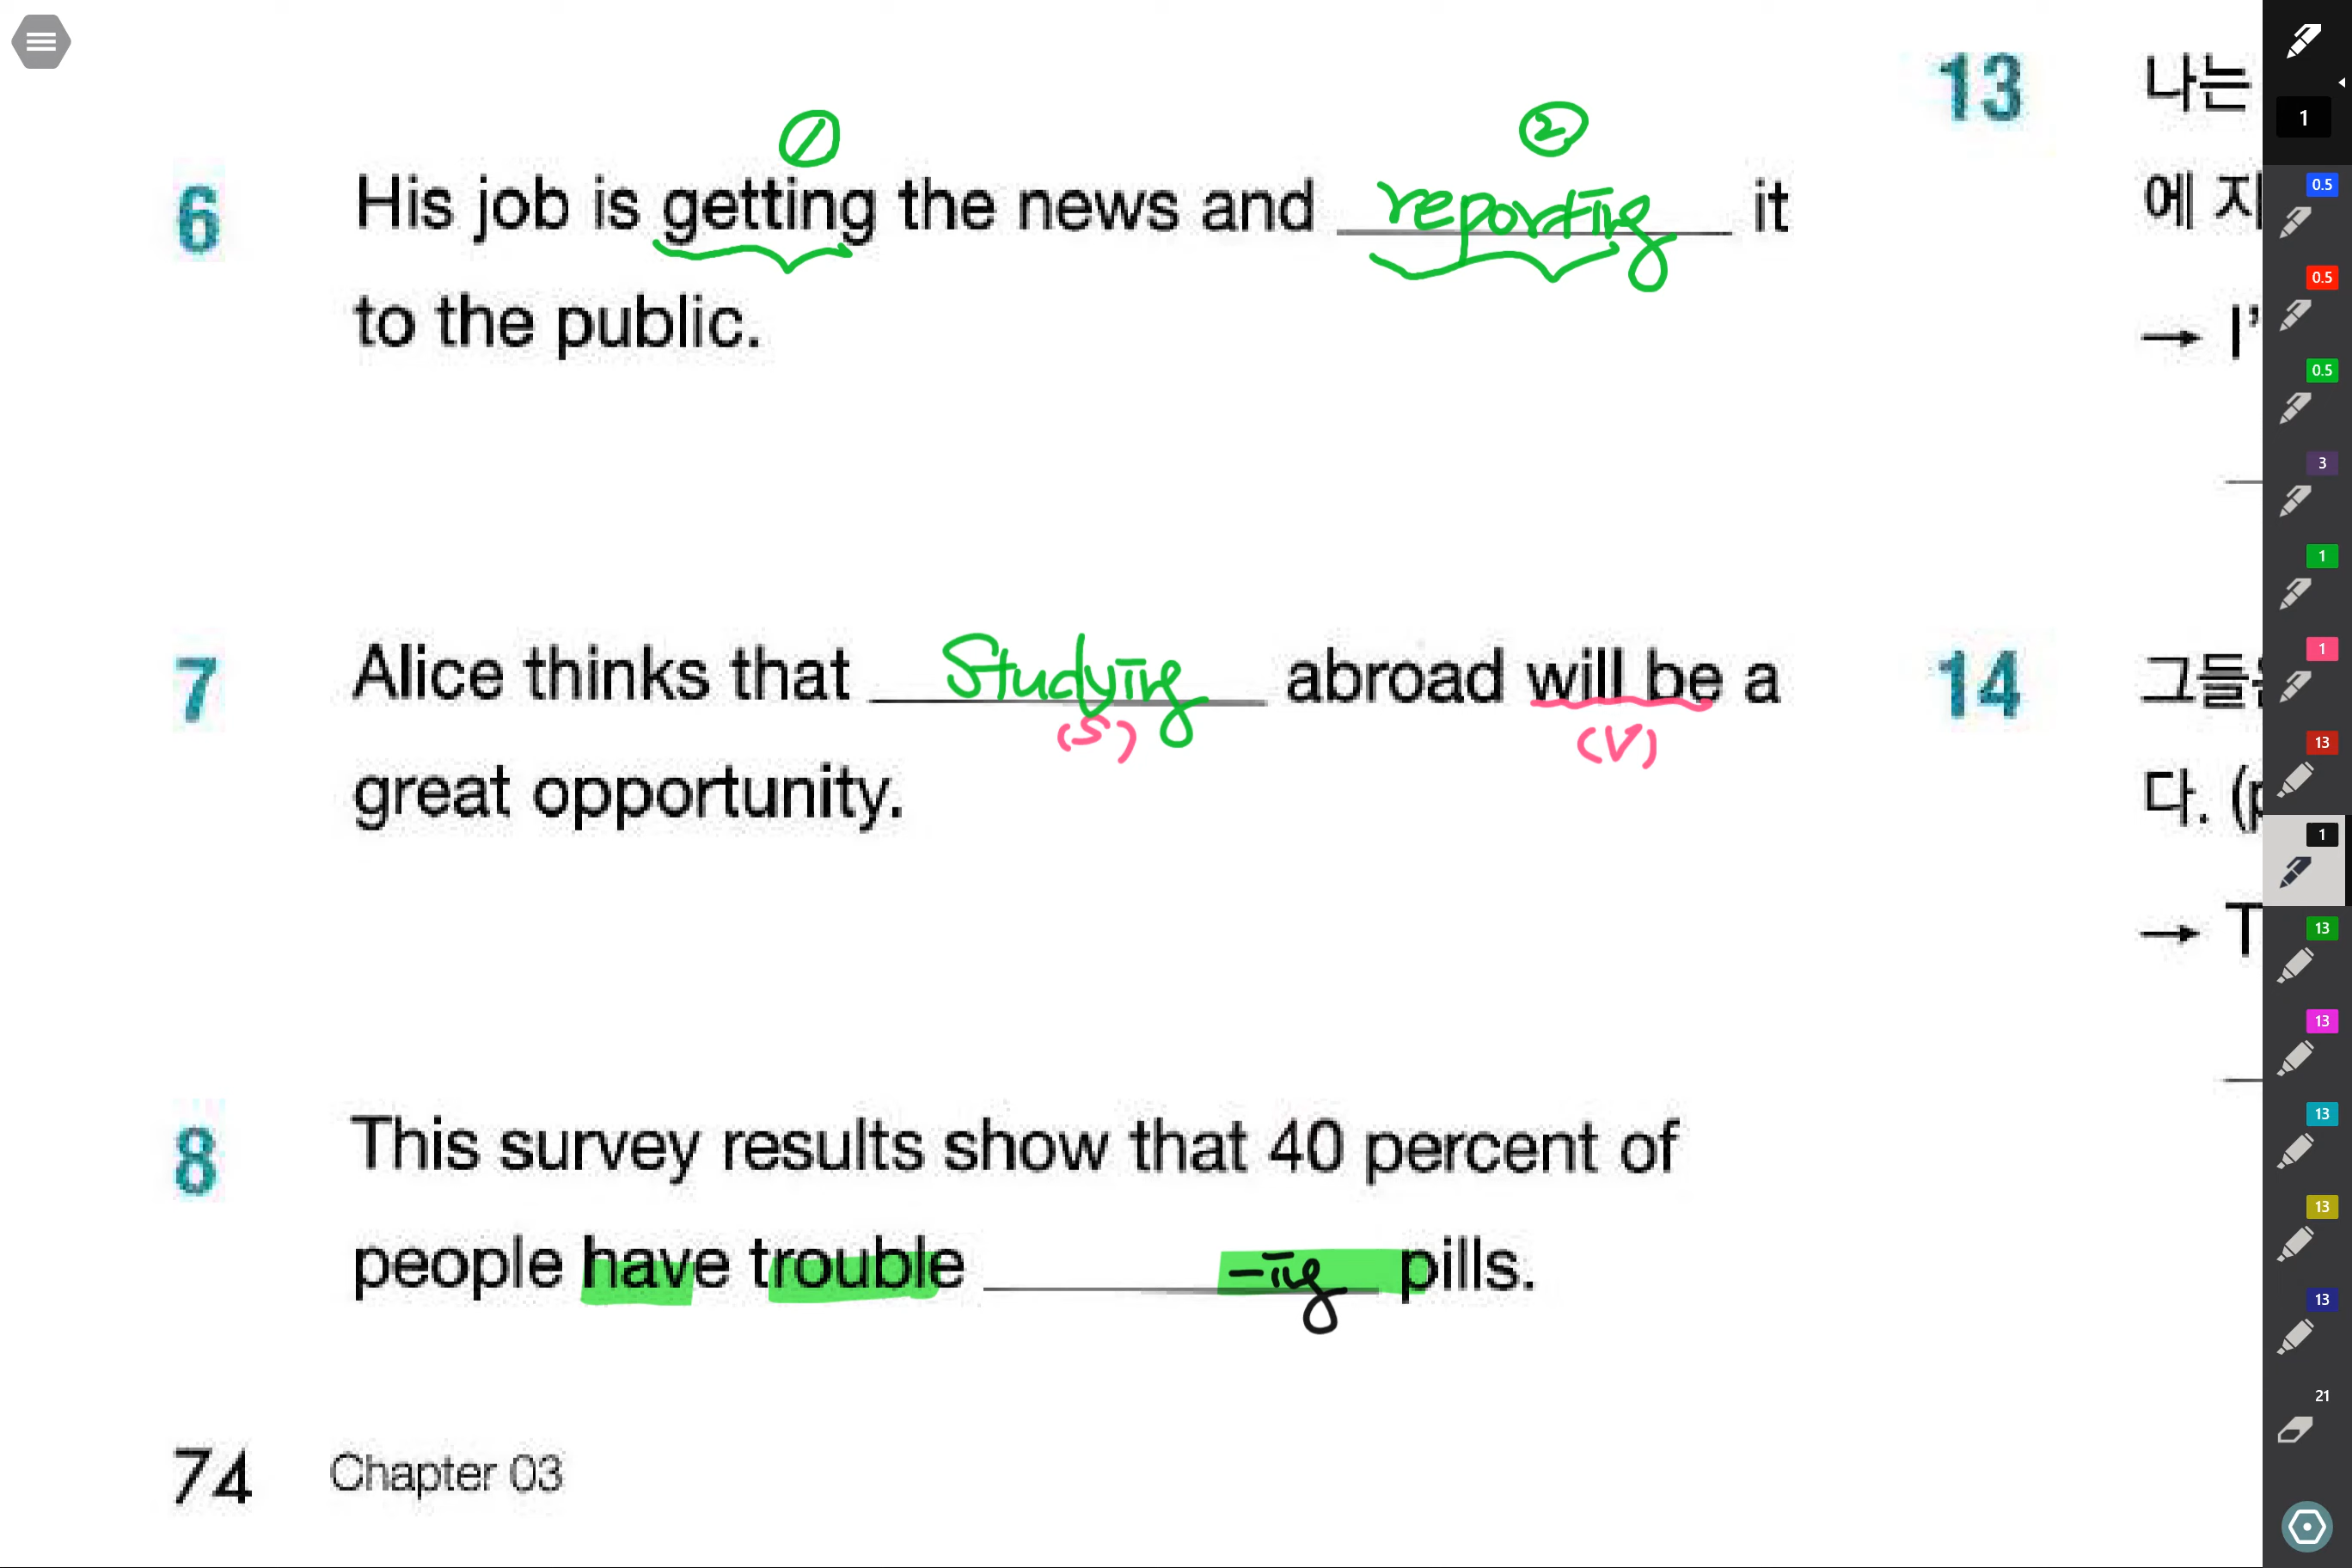 ①
②
6 His job is getting the news and reporting it
to the public.
7 Alice thinks that Studying abroad will be a
(S) (V)
great opportunity.
8 This survey results show that 40 percent of
people have trouble -ing pills.
74 Chapter 03
13 나는
에 지
→ I'
14 그들은
다. (p
→ T
1
0.5
0.5
0.5
3
1
1
13
1
13
13
13
13
13
21